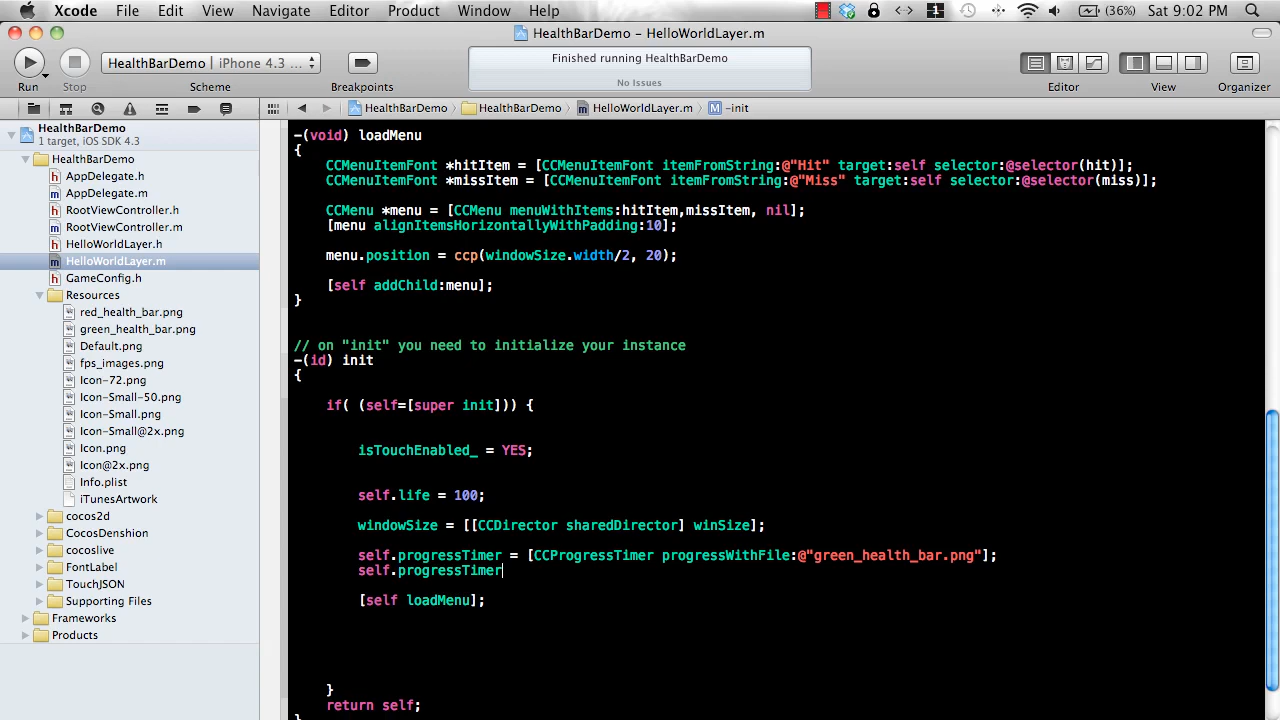 Xcode File Edit View Navigate Editor Product Window Help 1 (36%) Sat 9:02 PM
HealthBarDemo – HelloWorldLayer.m
HealthBarDemo iPhone 4.3 ...
Finished running HealthBarDemo
No Issues
Run Stop Scheme Breakpoints Editor View Organizer
HealthBarDemo HealthBarDemo HelloWorldLayer.m M -init
HealthBarDemo
1 target, iOS SDK 4.3
HealthBarDemo
h AppDelegate.h
m AppDelegate.m
h RootViewController.h
m RootViewController.m
h HelloWorldLayer.h
m HelloWorldLayer.m
h GameConfig.h
Resources
red_health_bar.png
green_health_bar.png
Default.png
fps_images.png
Icon-72.png
Icon-Small-50.png
Icon-Small.png
Icon-Small@2x.png
Icon.png
Icon@2x.png
Info.plist
iTunesArtwork
cocos2d
CocosDenshion
cocoslive
FontLabel
TouchJSON
Supporting Files
Frameworks
Products
-(void) loadMenu
{
CCMenuItemFont *hitItem = [CCMenuItemFont itemFromString:@"Hit" target:self selector:@selector(hit)];
CCMenuItemFont *missItem = [CCMenuItemFont itemFromString:@"Miss" target:self selector:@selector(miss)];
CCMenu *menu = [CCMenu menuWithItems:hitItem,missItem, nil];
[menu alignItemsHorizontallyWithPadding:10];
menu.position = ccp(windowSize.width/2, 20);
[self addChild:menu];
}
// on "init" you need to initialize your instance
-(id) init
{
if( (self=[super init])) {
isTouchEnabled_ = YES;
self.life = 100;
windowSize = [[CCDirector sharedDirector] winSize];
self.progressTimer = [CCProgressTimer progressWithFile:@"green_health_bar.png"];
self.progressTimer
[self loadMenu];
}
return self;